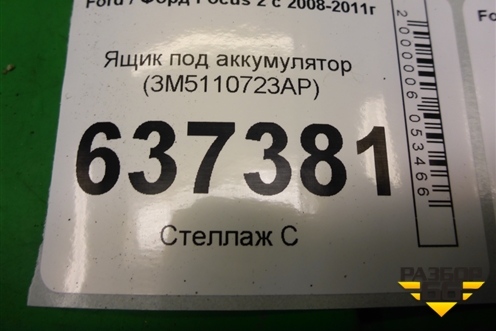 Ford / Форд Focus 2 с 2008-2011г
Ящик под аккумулятор
(3M5110723AP)
637381
Стеллаж С
2000006053466
F
РАЗБОР